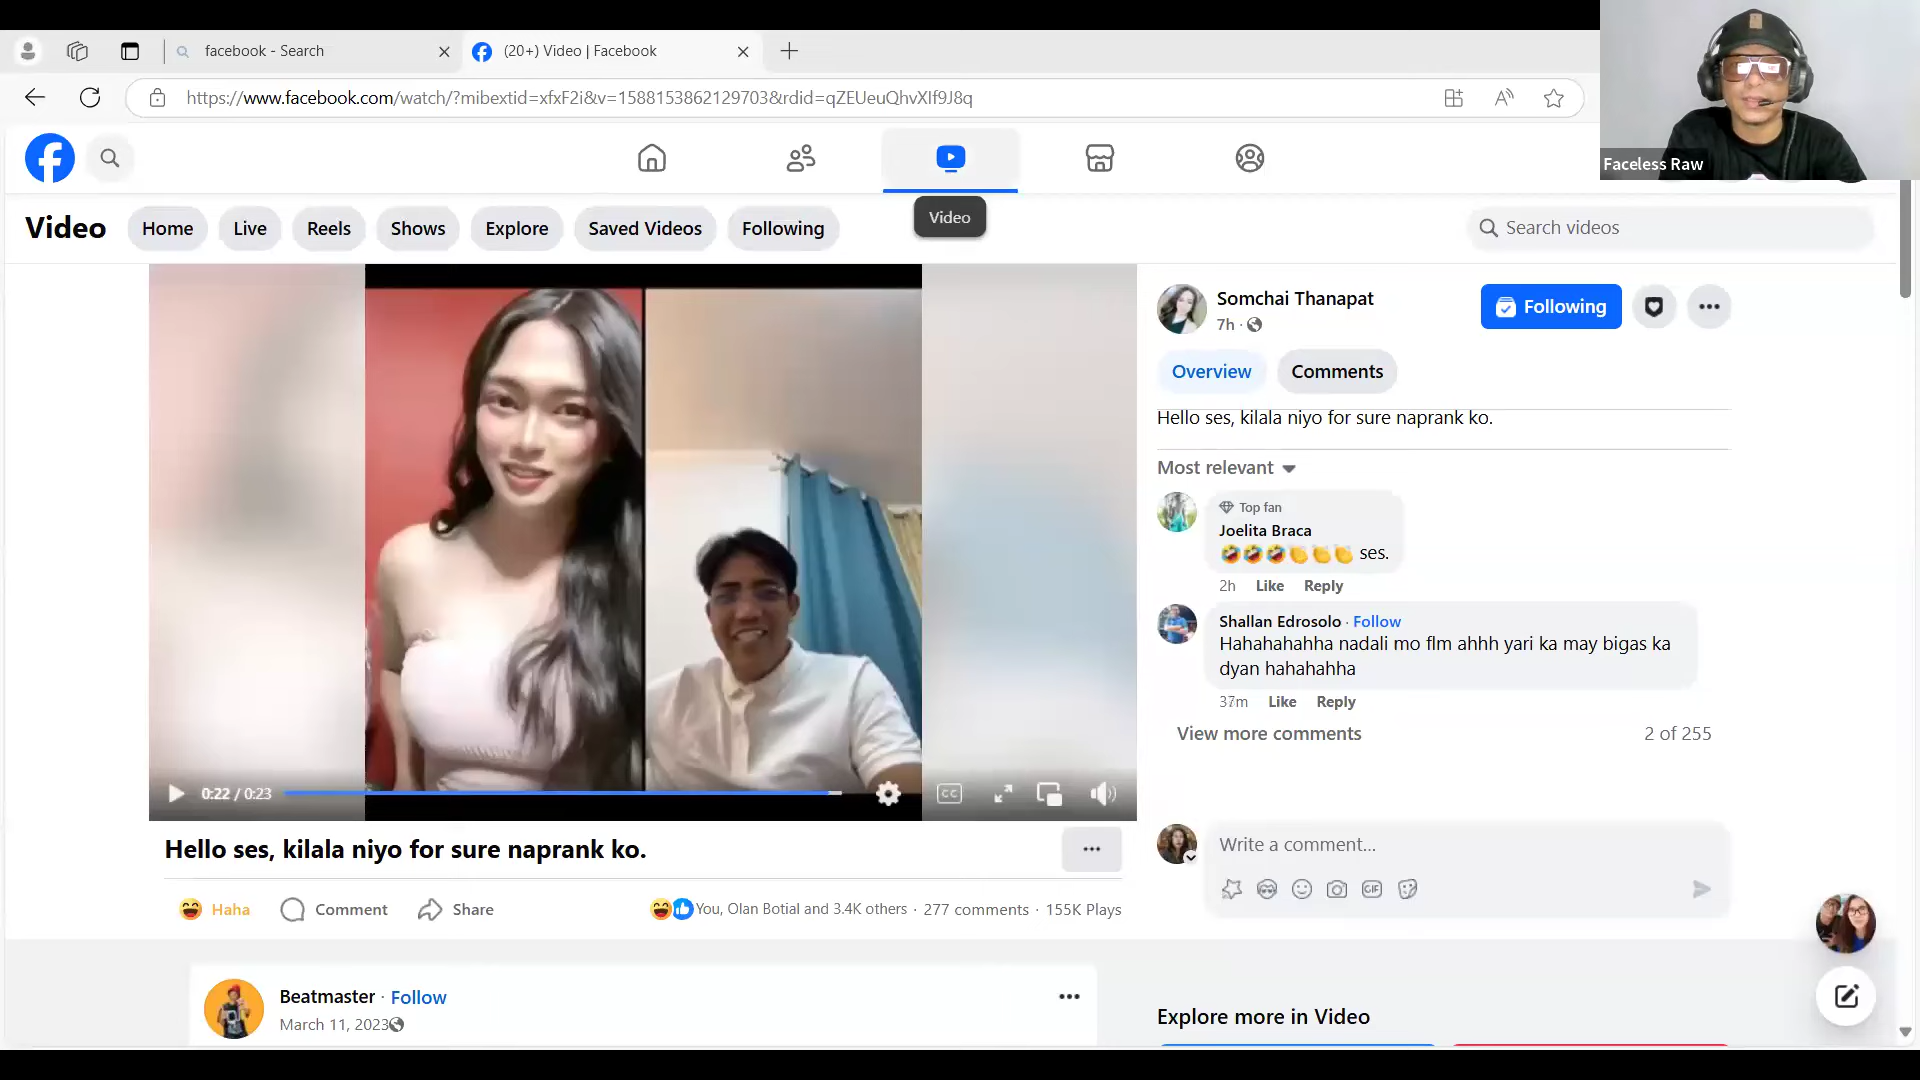 facebook - Search
(20+) Video | Facebook
https://www.facebook.com/watch/?mibextid=xfxF2i&v=1588153862129703&rdid=qZEUeuQhvXIf9J8q
Faceless Raw
Video
Home
Live
Reels
Shows
Explore
Saved Videos
Following
Video
Search videos
Somchai Thanapat
7h ·
Following
Overview
Comments
Hello ses, kilala niyo for sure naprank ko.
Most relevant
Top fan
Joelita Braca
🤣🤣🤣👏👏👏 ses.
2h Like Reply
Shallan Edrosolo · Follow
Hahahahahha nadali mo flm ahhh yari ka may bigas ka
dyan hahahahha
37m Like Reply
View more comments
2 of 255
0:22 / 0:23
CC
Hello ses, kilala niyo for sure naprank ko.
Write a comment...
GIF
Haha
Comment
Share
You, Olan Botial and 3.4K others · 277 comments · 155K Plays
Beatmaster · Follow
March 11, 2023
Explore more in Video